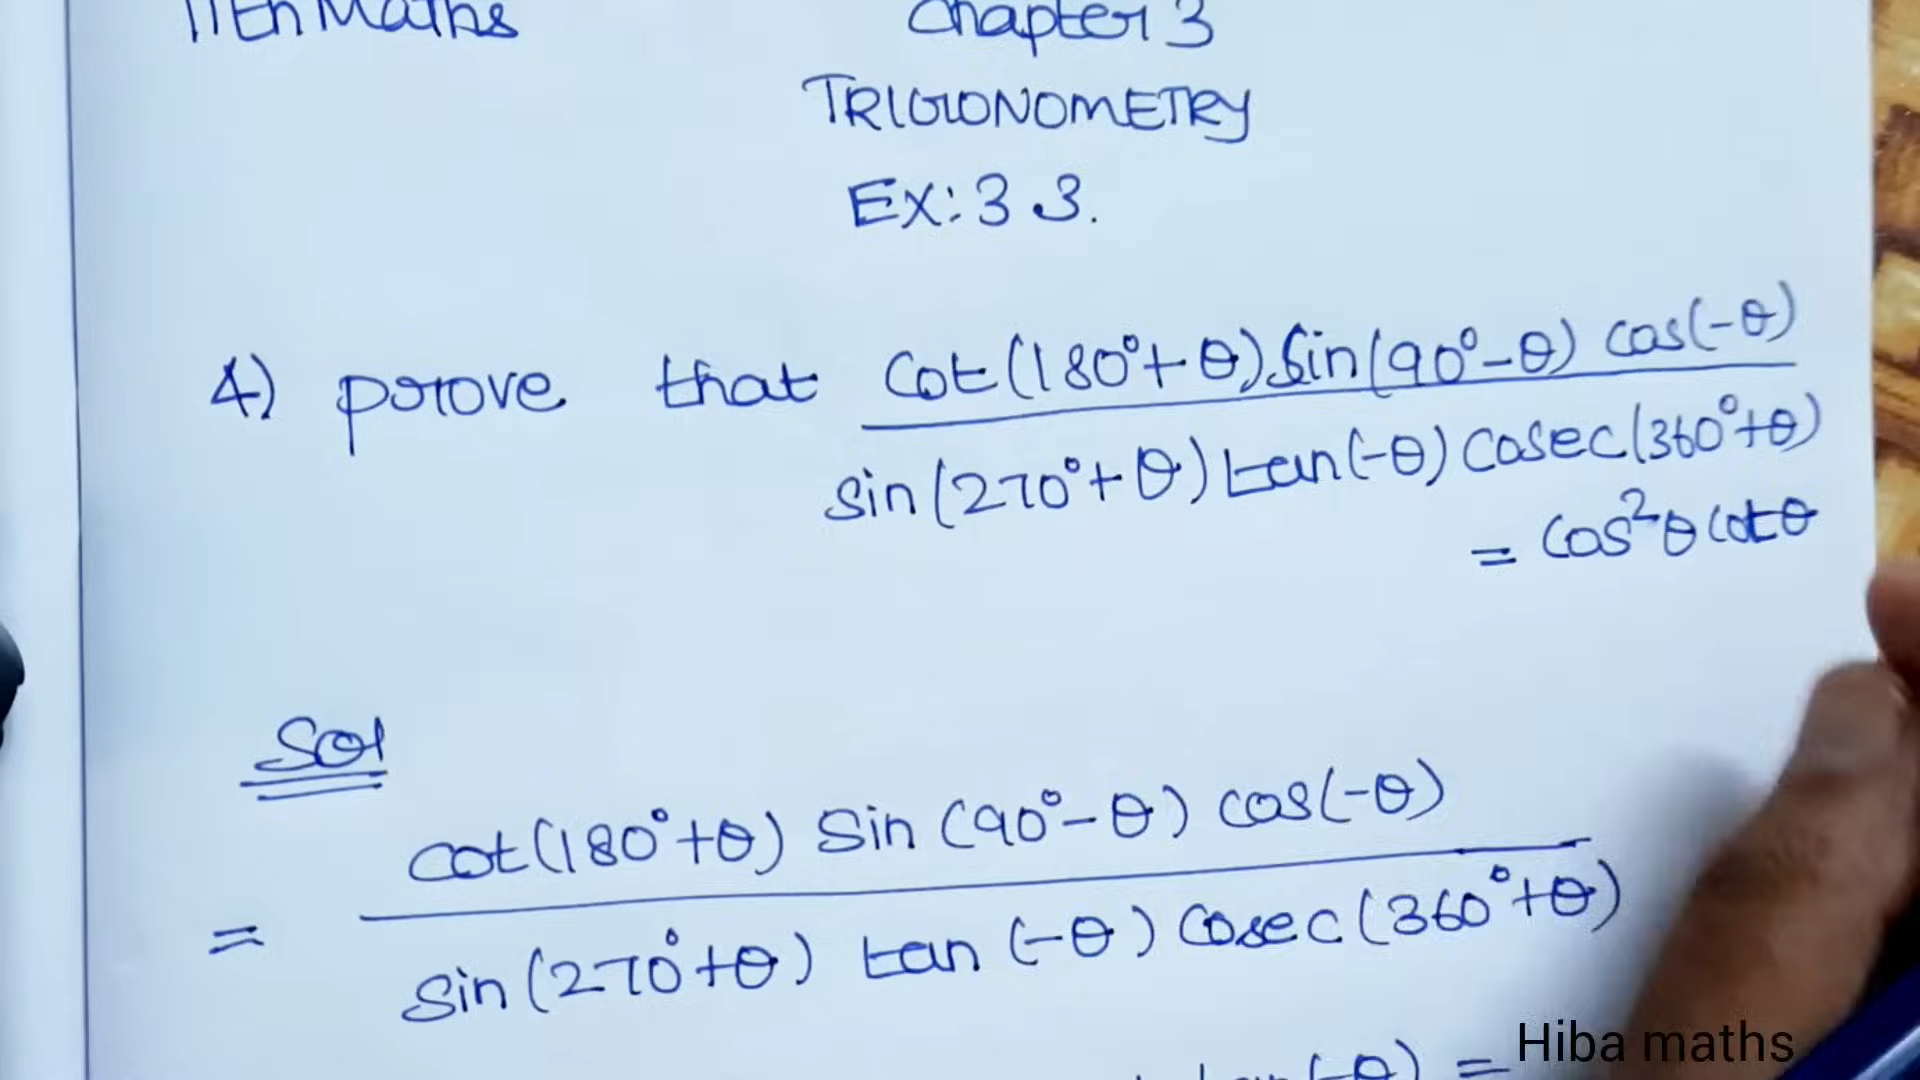 11th Maths Chapter 3
TRIGONOMETRY
EX: 3 3.
4) prove that cot(180°+θ) sin(90°-θ) cos(-θ)
sin(270°+θ) tan(-θ) cosec(360°+θ)
= cos²θ cotθ
Sol
cot(180°+θ) sin(90°-θ) cos(-θ)
=
sin(270°+θ) tan(-θ) cosec(360°+θ)
(-θ) =
Hiba maths